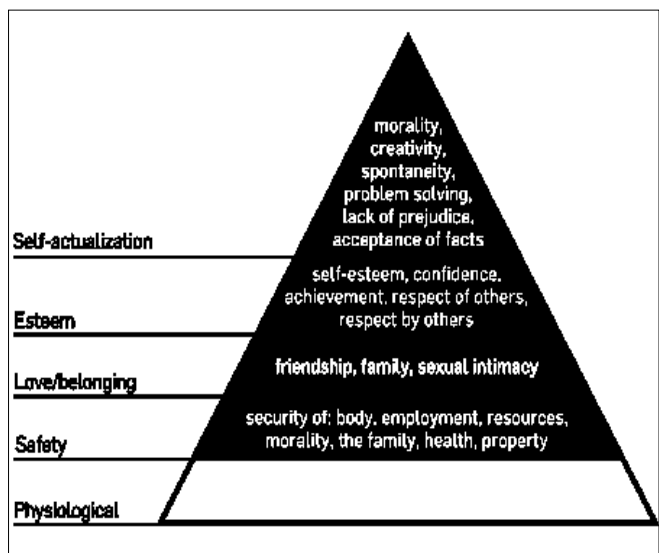 morality,
creativity,
spontaneity,
problem solving,
lack of prejudice,
acceptance of facts
Self-actualization
self-esteem, confidence,
achievement, respect of others,
respect by others
Esteem
friendship, family, sexual intimacy
Love/belonging
security of: body, employment, resources,
morality, the family, health, property
Safety
Physiological